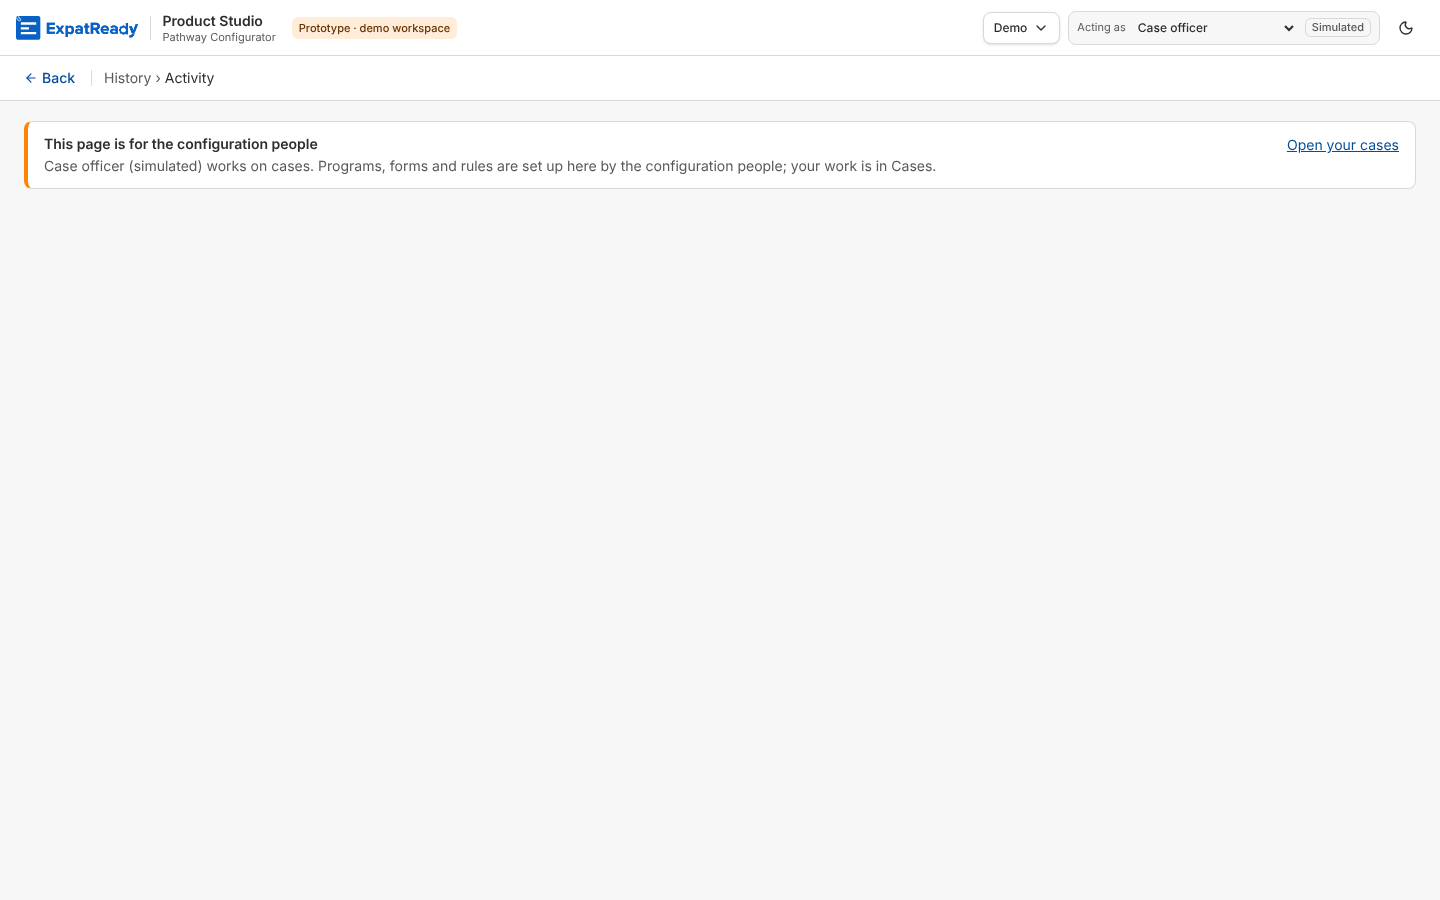 ExpatReady
Product Studio
Pathway Configurator
Prototype · demo workspace
Demo
Acting as Case officer Simulated
← Back
History › Activity
This page is for the configuration people
Case officer (simulated) works on cases. Programs, forms and rules are set up here by the configuration people; your work is in Cases.
Open your cases